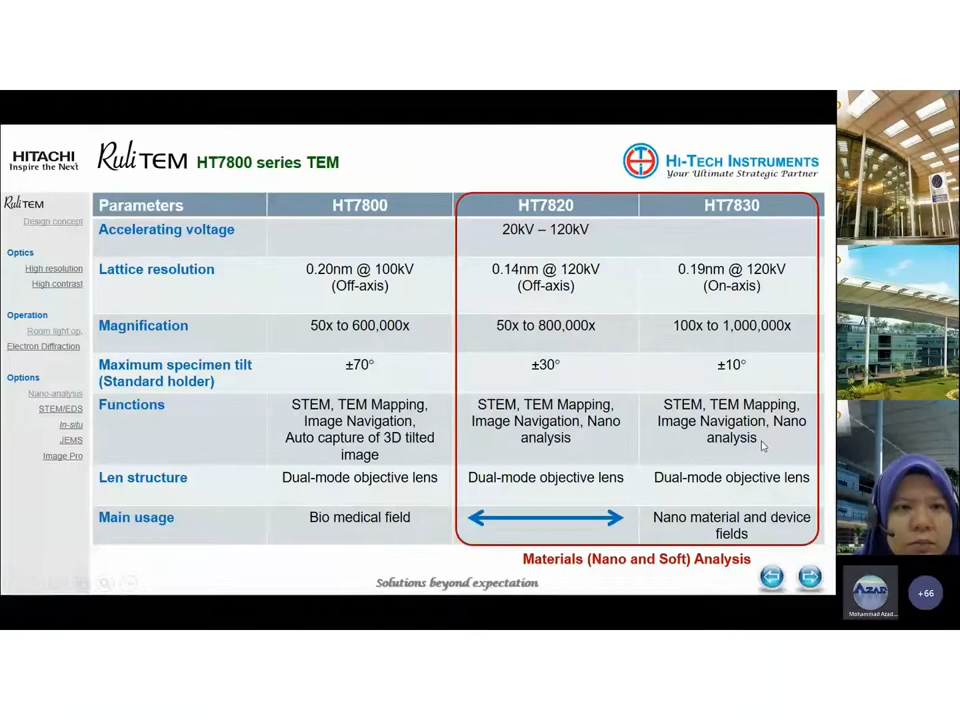 HITACHI
Inspire the Next
Ruli TEM HT7800 series TEM
HI-TECH INSTRUMENTS
Your Ultimate Strategic Partner
Ruli TEM
Design concept
Optics
High resolution
High contrast
Operation
Room light op.
Electron Diffraction
Options
Nano-analysis
STEM/EDS
In-situ
JEMS
Image Pro
Parameters HT7800 HT7820 HT7830
Accelerating voltage 20kV – 120kV
Lattice resolution 0.20nm @ 100kV 0.14nm @ 120kV 0.19nm @ 120kV
(Off-axis) (Off-axis) (On-axis)
Magnification 50x to 600,000x 50x to 800,000x 100x to 1,000,000x
Maximum specimen tilt ±70° ±30° ±10°
(Standard holder)
Functions STEM, TEM Mapping, STEM, TEM Mapping, STEM, TEM Mapping,
Image Navigation, Image Navigation, Nano Image Navigation, Nano
Auto capture of 3D tilted analysis analysis
image
Len structure Dual-mode objective lens Dual-mode objective lens Dual-mode objective lens
Main usage Bio medical field Nano material and device
fields
Materials (Nano and Soft) Analysis
Solutions beyond expectation
AZAD
Mohammad Azad...
+66